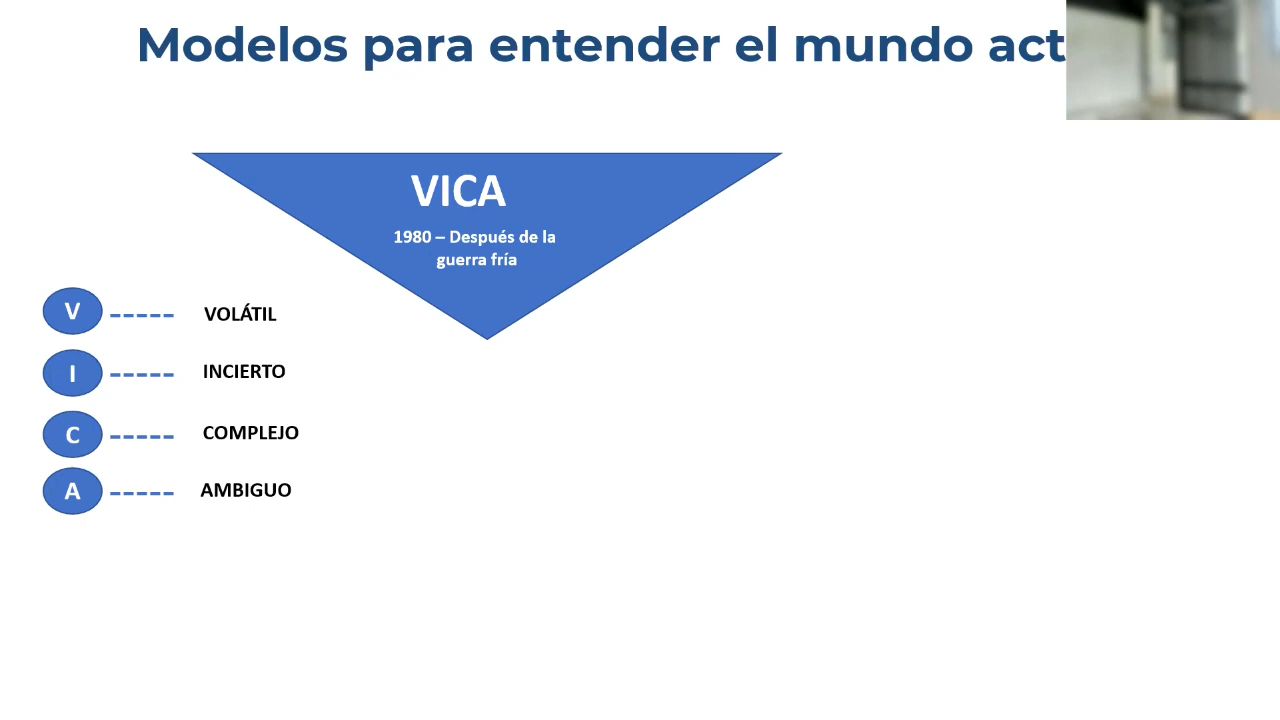 Modelos para entender el mundo act
VICA
1980 – Después de la
guerra fría
V ----- VOLÁTIL
I ----- INCIERTO
C ----- COMPLEJO
A ----- AMBIGUO